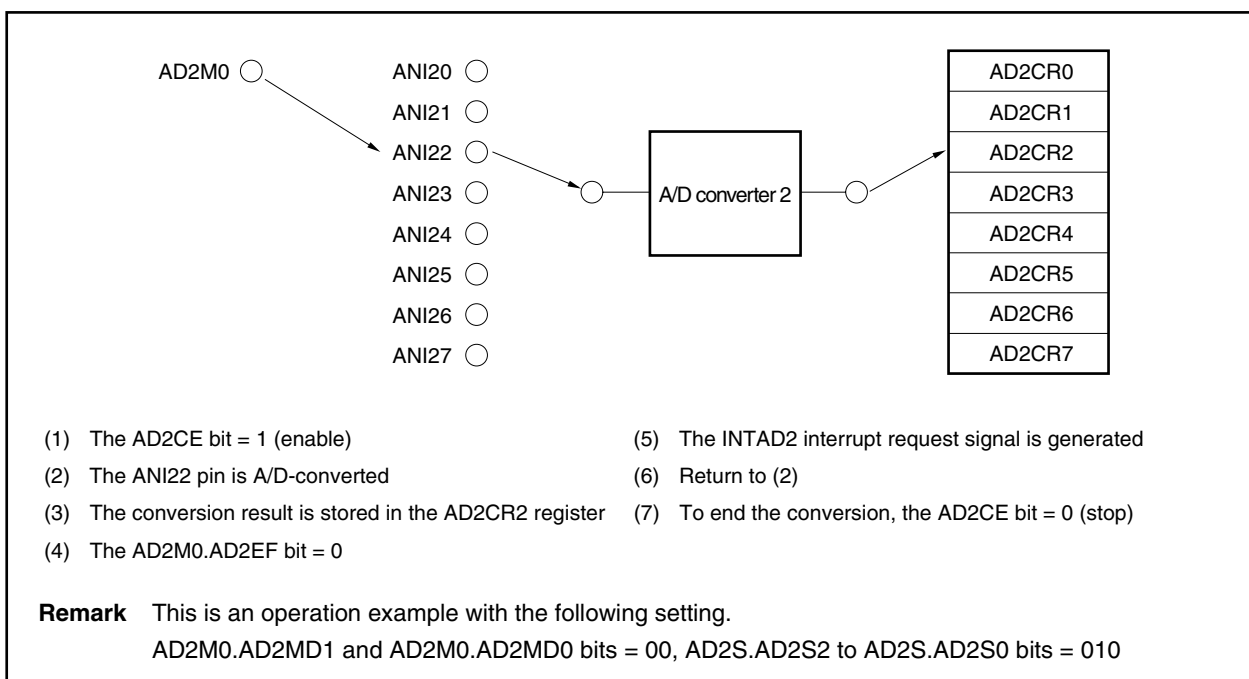 AD2M0
ANI20
ANI21
ANI22
ANI23
ANI24
ANI25
ANI26
ANI27
A/D converter 2
AD2CR0
AD2CR1
AD2CR2
AD2CR3
AD2CR4
AD2CR5
AD2CR6
AD2CR7
(1) The AD2CE bit = 1 (enable)
(2) The ANI22 pin is A/D-converted
(3) The conversion result is stored in the AD2CR2 register
(4) The AD2M0.AD2EF bit = 0
(5) The INTAD2 interrupt request signal is generated
(6) Return to (2)
(7) To end the conversion, the AD2CE bit = 0 (stop)
Remark This is an operation example with the following setting.
AD2M0.AD2MD1 and AD2M0.AD2MD0 bits = 00, AD2S.AD2S2 to AD2S.AD2S0 bits = 010